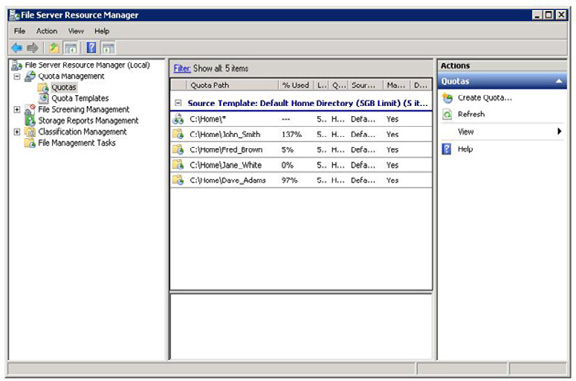 File Server Resource Manager
File Action View Help
File Server Resource Manager (Local)
Quota Management
Quotas
Quota Templates
File Screening Management
Storage Reports Management
Classification Management
File Management Tasks
Filter: Show all: 5 items
Quota Path % Used L.. Q... Sour... Ma... D...
Source Template: Default Home Directory (5GB Limit) (5 it...
C:\Home\* --- 5.. H... Defa... Yes
C:\Home\John_Smith 137% 5.. H... Defa... Yes
C:\Home\Fred_Brown 5% 5.. H... Defa... Yes
C:\Home\Jane_White 0% 5.. H... Defa... Yes
C:\Home\Dave_Adams 97% 5.. H... Defa... Yes
Actions
Quotas
Create Quota...
Refresh
View
Help